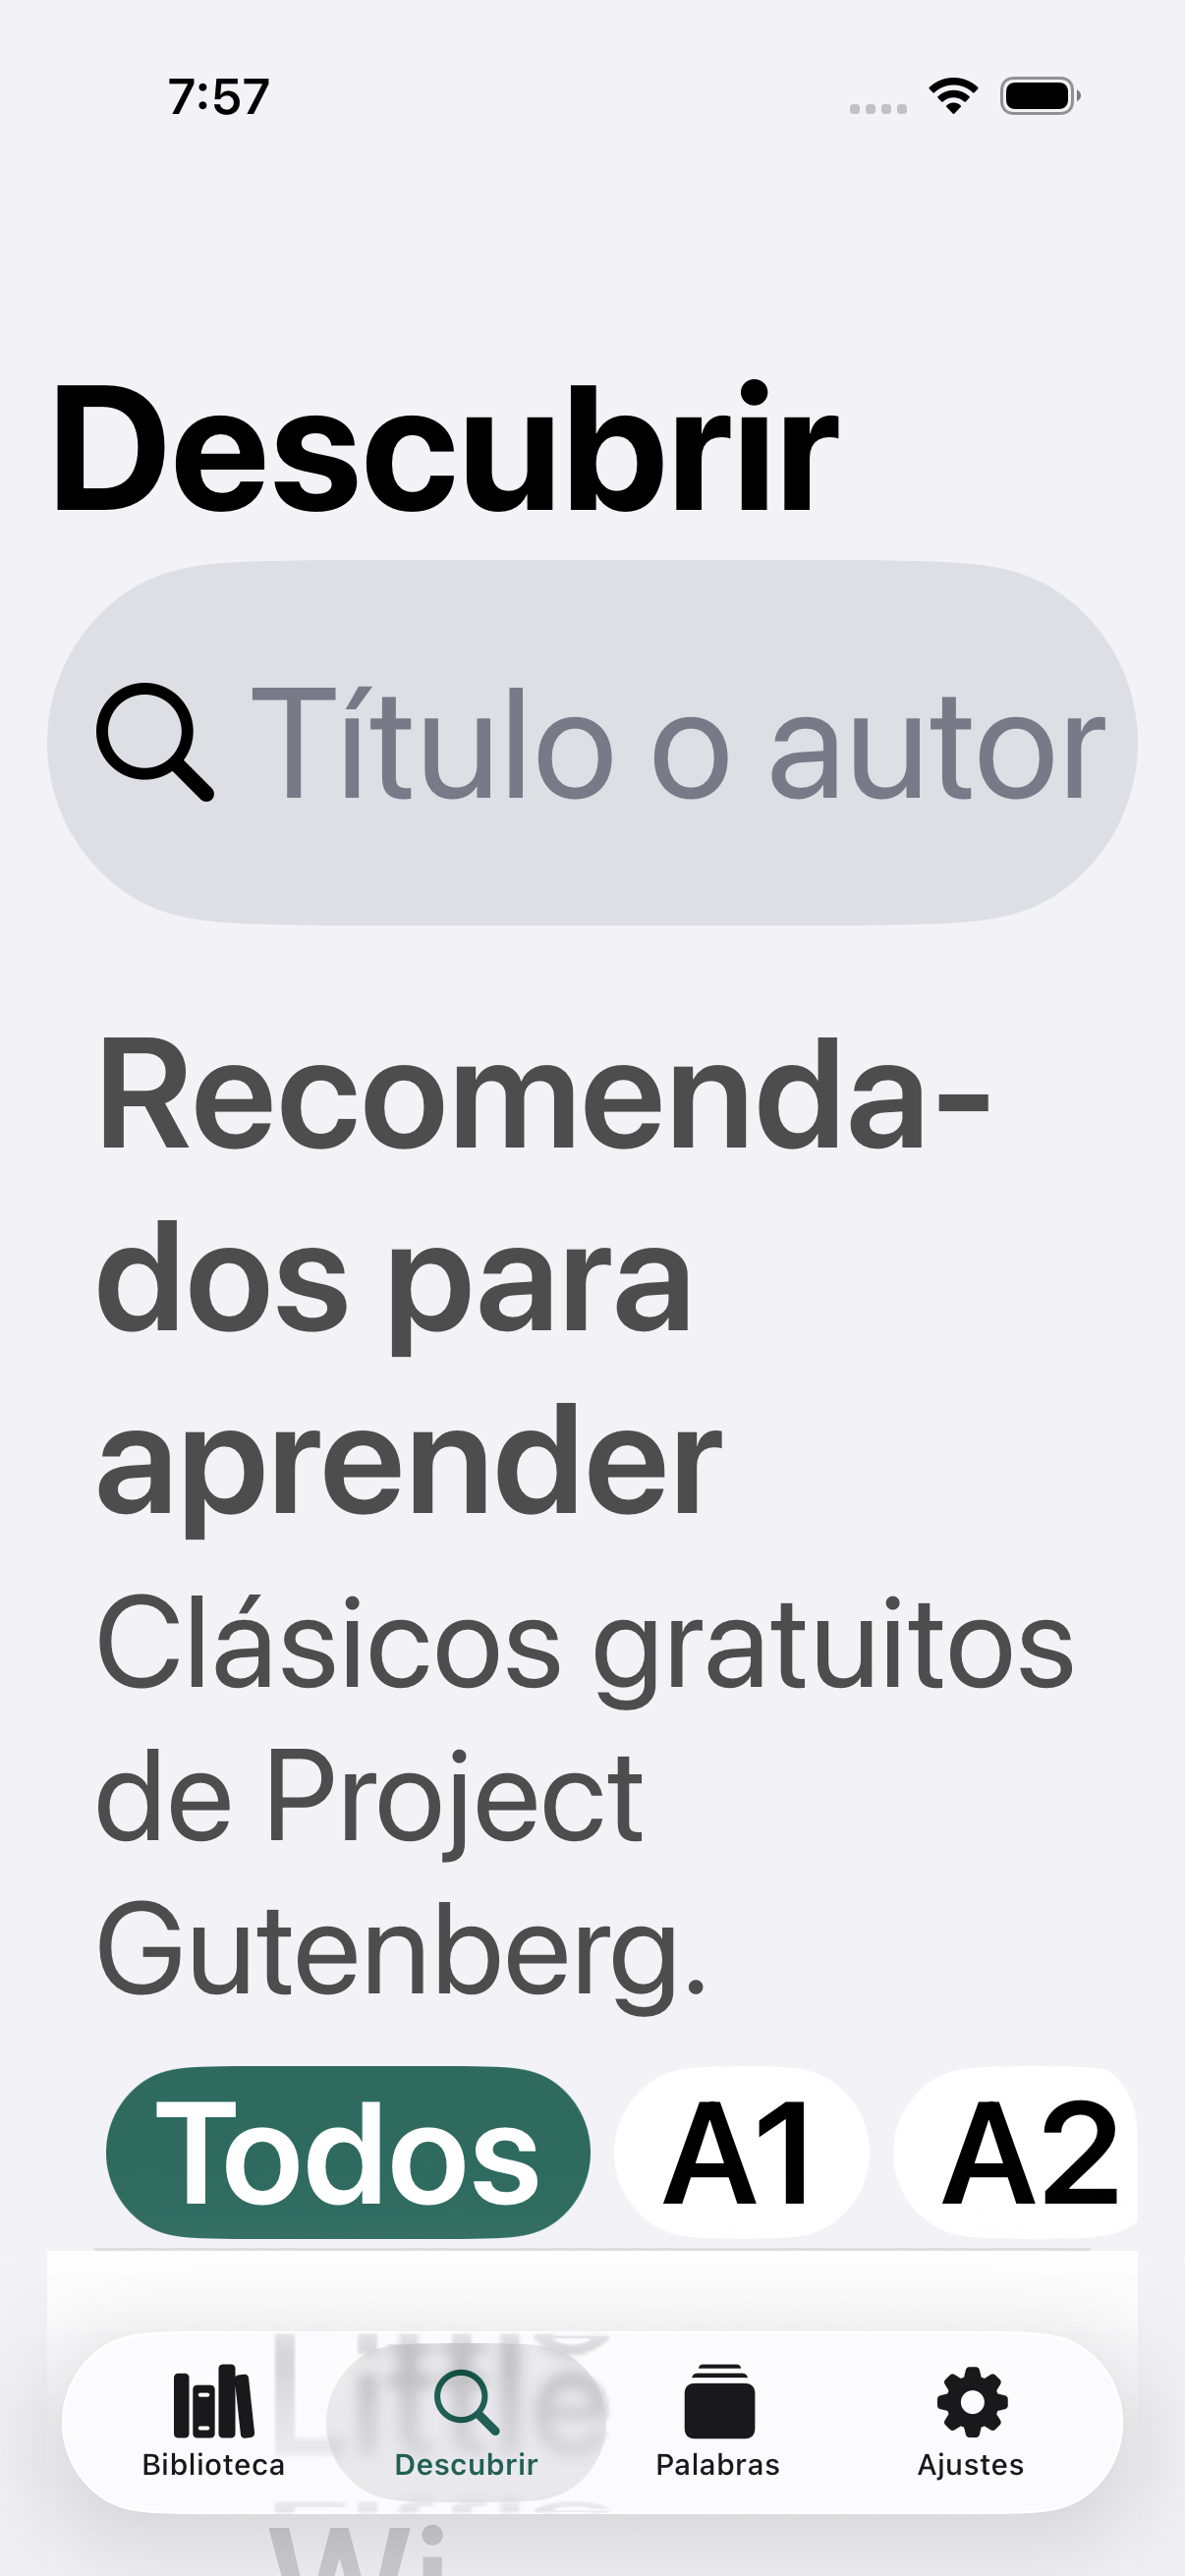 7:57
Descubrir
Título o autor
Recomenda-
dos para
aprender
Clásicos gratuitos
de Project
Gutenberg.
Todos A1 A2
Little
Biblioteca Descubrir Palabras Ajustes